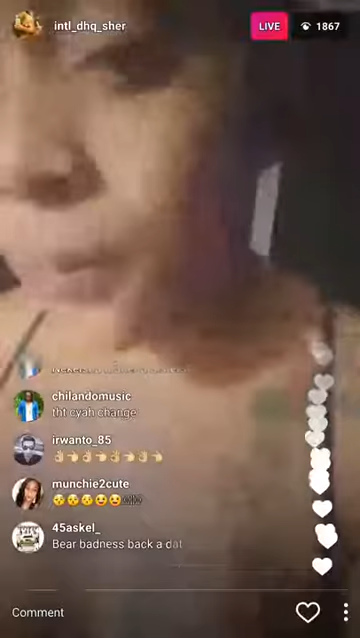 intl_dhq_sher
LIVE
1867
chilandomusic
tht cyah change
irwanto_85
munchie2cute
45askel_
Bear badness back a dat
Comment